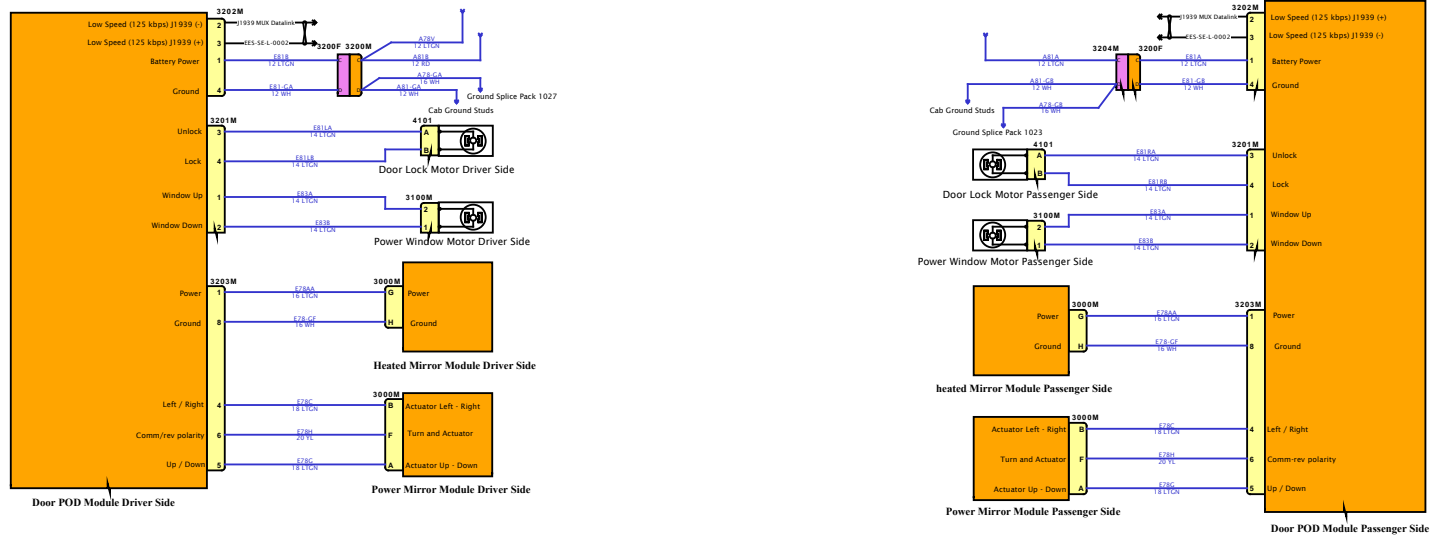 3202M
Low Speed (125 kbps) J1939 (-)
2
J1939 MUX Datalink
Low Speed (125 kbps) J1939 (+)
3
EES-SE-L-0002
3200F 3200M
A78V
12 LTGN
Battery Power
1
E81B
12 LTGN
C
C
A81B
12 RD
A78-GA
16 WH
Ground
4
E81-GA
12 WH
D
D
A81-GA
12 WH
Ground Splice Pack 1027
Cab Ground Studs
3201M
4101
Unlock
3
E81LA
14 LTGN
A
Lock
4
E81LB
14 LTGN
B
Door Lock Motor Driver Side
3100M
Window Up
1
E83A
14 LTGN
2
Window Down
2
E83B
14 LTGN
1
Power Window Motor Driver Side
3203M
3000M
Power
1
E78AA
16 LTGN
G
Power
Ground
8
E78-GF
16 WH
H
Ground
Heated Mirror Module Driver Side
3000M
Left / Right
4
E78C
18 LTGN
B
Actuator Left - Right
Comm/rev polarity
6
E78H
20 YL
F
Turn and Actuator
Up / Down
5
E78G
18 LTGN
A
Actuator Up - Down
Power Mirror Module Driver Side
Door POD Module Driver Side
3202M
J1939 MUX Datalink
2
Low Speed (125 kbps) J1939 (+)
EES-SE-L-0002
3
Low Speed (125 kbps) J1939 (-)
3204M 3200F
A81A
12 LTGN
C
C
E81A
12 LTGN
1
Battery Power
A81-GB
12 WH
D
D
E81-GB
12 WH
4
Ground
Cab Ground Studs
A78-GB
16 WH
Ground Splice Pack 1023
4101
3201M
A
E81RA
14 LTGN
3
Unlock
B
E81RB
14 LTGN
4
Lock
Door Lock Motor Passenger Side
3100M
2
E83A
14 LTGN
1
Window Up
1
E83B
14 LTGN
2
Window Down
Power Window Motor Passenger Side
3000M
3203M
Power
G
E78AA
16 LTGN
1
Power
Ground
H
E78-GF
16 WH
8
Ground
heated Mirror Module Passenger Side
3000M
Actuator Left - Right
B
E78C
18 LTGN
4
Left / Right
Turn and Actuator
F
E78H
20 YL
6
Comm-rev polarity
Actuator Up - Down
A
E78G
18 LTGN
5
Up / Down
Power Mirror Module Passenger Side
Door POD Module Passenger Side